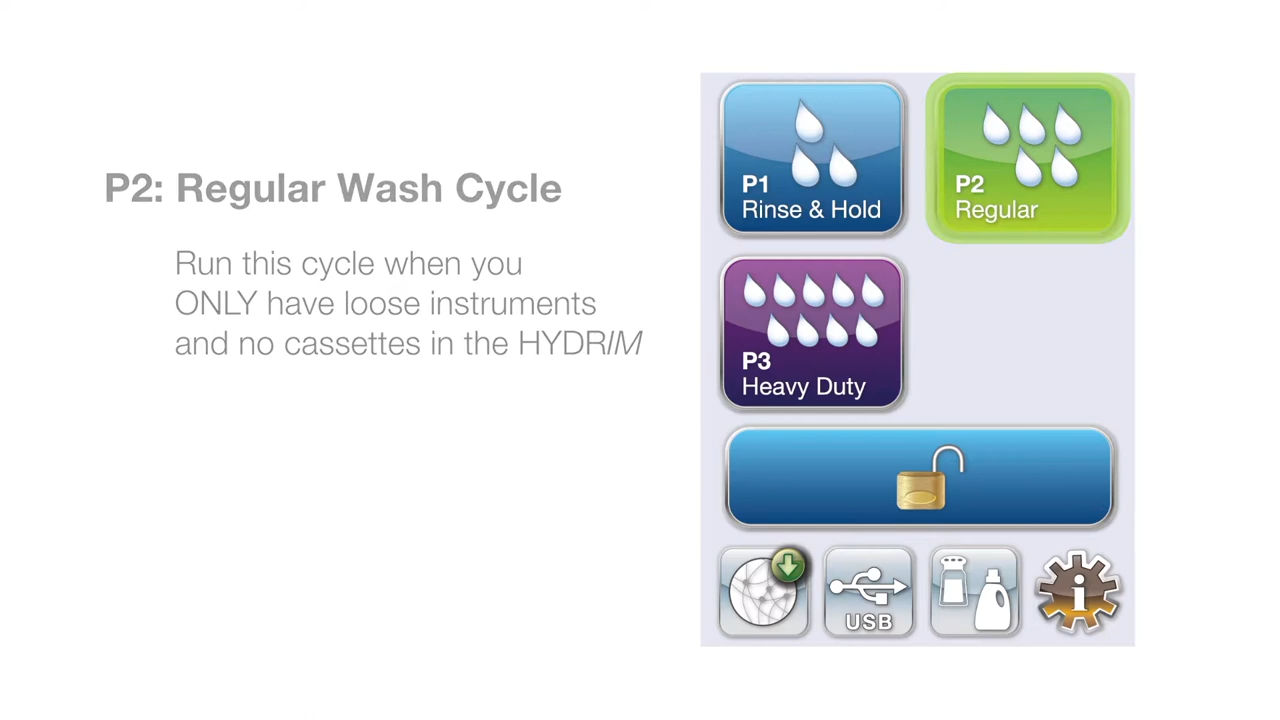 P2: Regular Wash Cycle
Run this cycle when you
ONLY have loose instruments
and no cassettes in the HYDRIM
P1
Rinse & Hold
P2
Regular
P3
Heavy Duty
USB
i